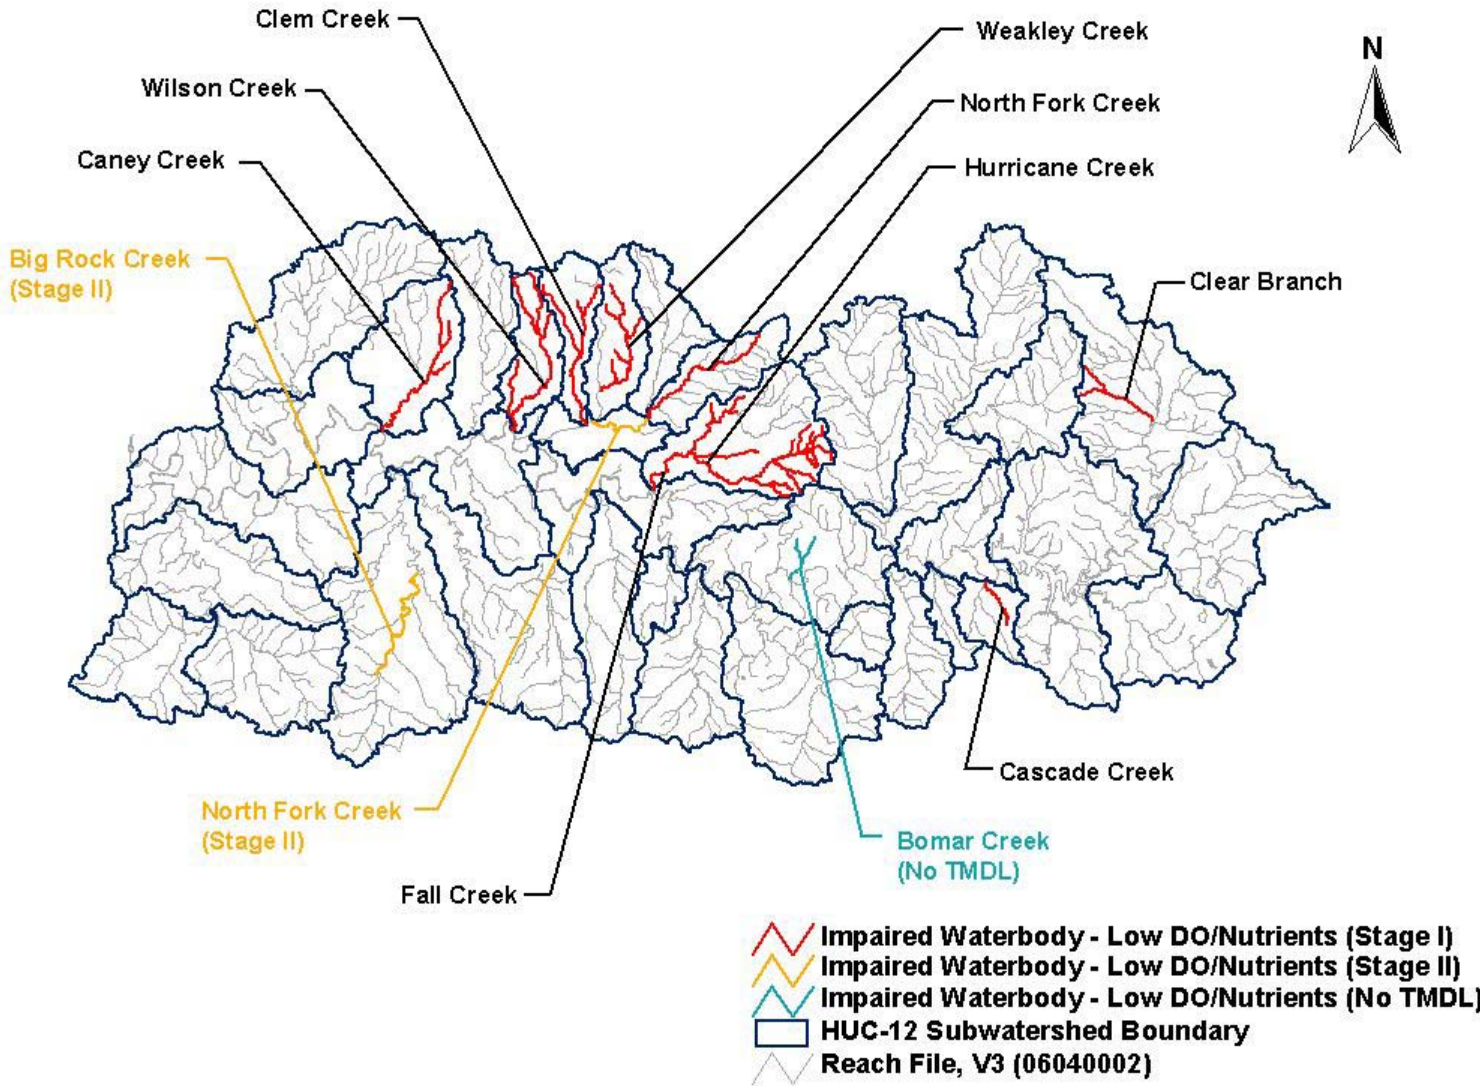 Clem Creek
Weakley Creek
N
Wilson Creek
North Fork Creek
Caney Creek
Hurricane Creek
Big Rock Creek
(Stage II)
Clear Branch
Cascade Creek
North Fork Creek
(Stage II)
Bomar Creek
(No TMDL)
Fall Creek
Impaired Waterbody - Low DO/Nutrients (Stage I)
Impaired Waterbody - Low DO/Nutrients (Stage II)
Impaired Waterbody - Low DO/Nutrients (No TMDL)
HUC-12 Subwatershed Boundary
Reach File, V3 (06040002)